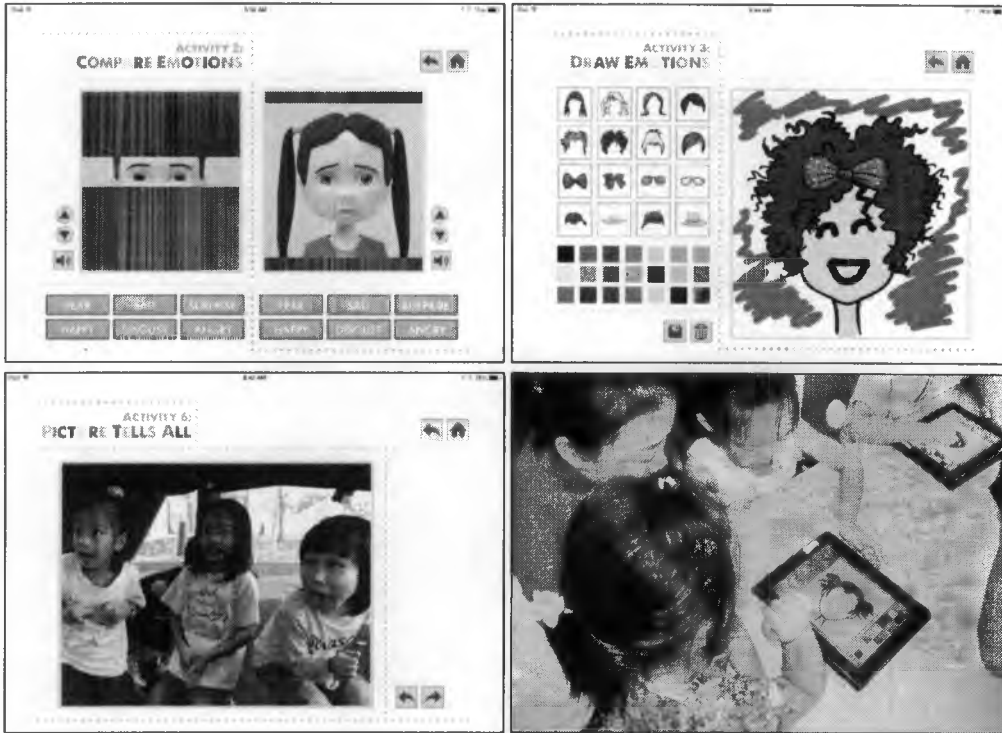 ACTIVITY 2:
COMPARE EMOTIONS
FEAR SAD SURPRISE
HAPPY DISGUST ANGRY
FEAR SAD SURPRISE
HAPPY DISGUST ANGRY
ACTIVITY 3:
DRAW EMOTIONS
ACTIVITY 6:
PICTURE TELLS ALL